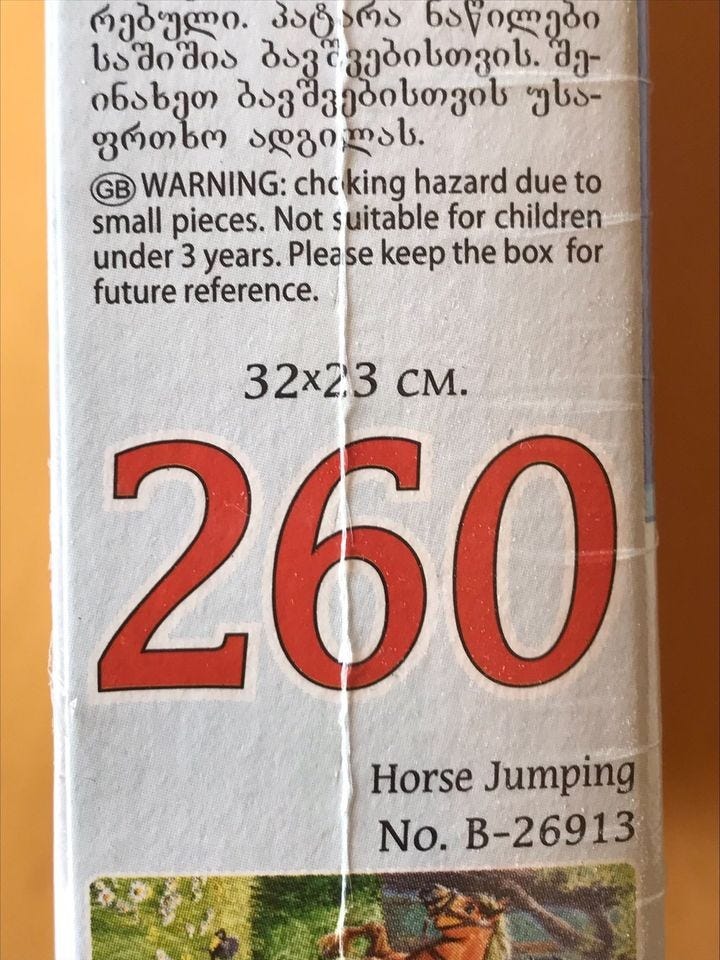 რებული. პატარა ნაწილები
საშიშია ბავშვებისთვის. შე-
ინახეთ ბავშვებისთვის უსა-
ფრთხო ადგილას.
GB WARNING: choking hazard due to
small pieces. Not suitable for children
under 3 years. Please keep the box for
future reference.
32x23 CM.
260
Horse Jumping
No. B-26913